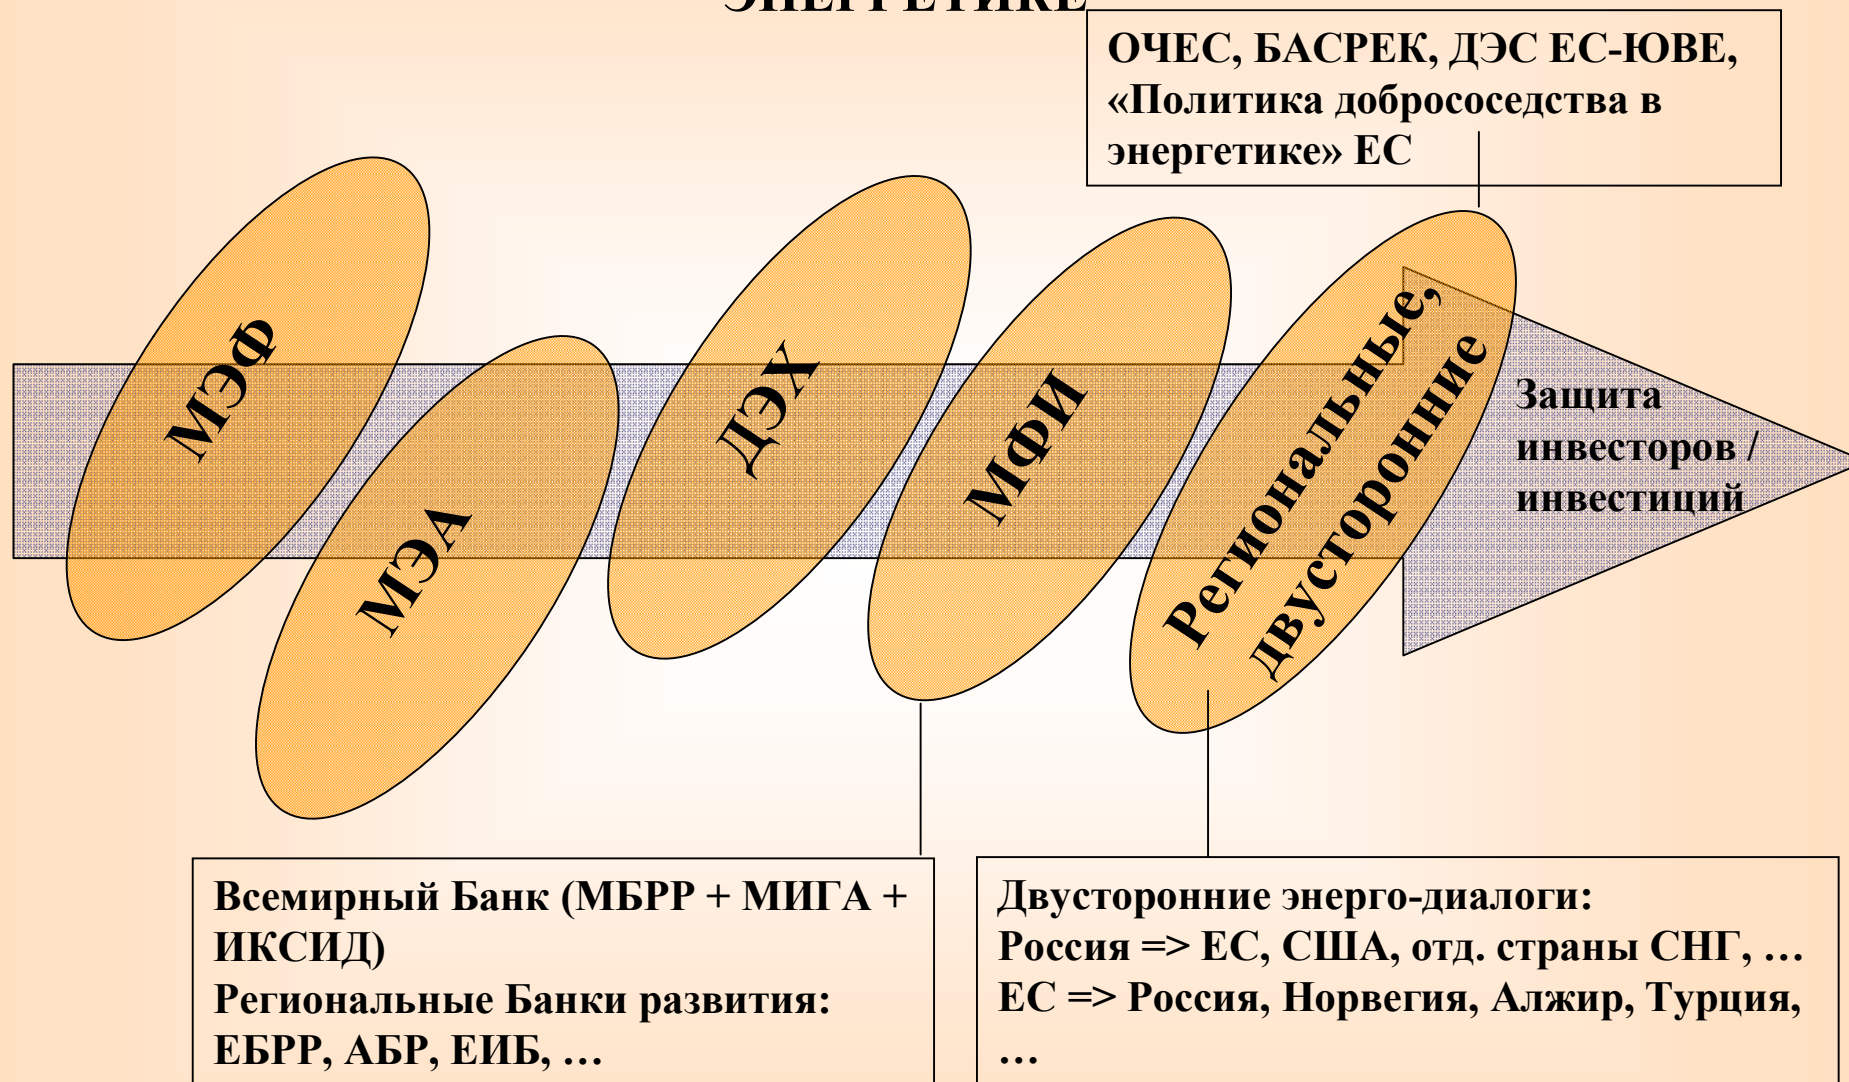 ЭНЕРГЕТИКЕ
ОЧЕС, БАСРЕК, ДЭС ЕС-ЮВЕ,
«Политика добрососедства в
энергетике» ЕС
МЭФ
МЭА
ДЭХ
МФИ
Региональные,
двусторонние
Защита
инвесторов /
инвестиций
Всемирный Банк (МБРР + МИГА +
ИКСИД)
Региональные Банки развития:
ЕБРР, АБР, ЕИБ, …
Двусторонние энерго-диалоги:
Россия => ЕС, США, отд. страны СНГ, …
ЕС => Россия, Норвегия, Алжир, Турция,
…